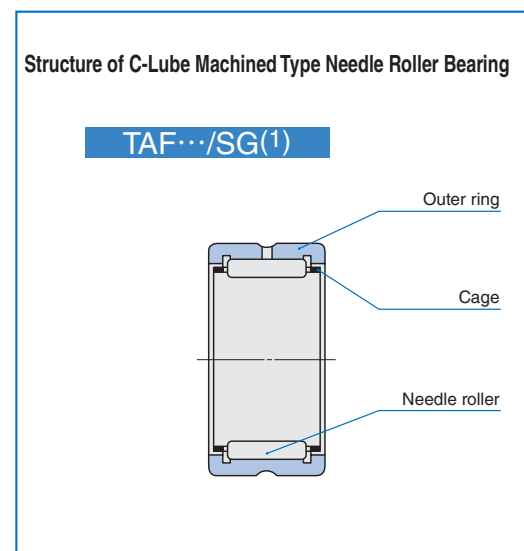 Structure of C-Lube Machined Type Needle Roller Bearing
TAF⋯/SG(1)
Outer ring
Cage
Needle roller